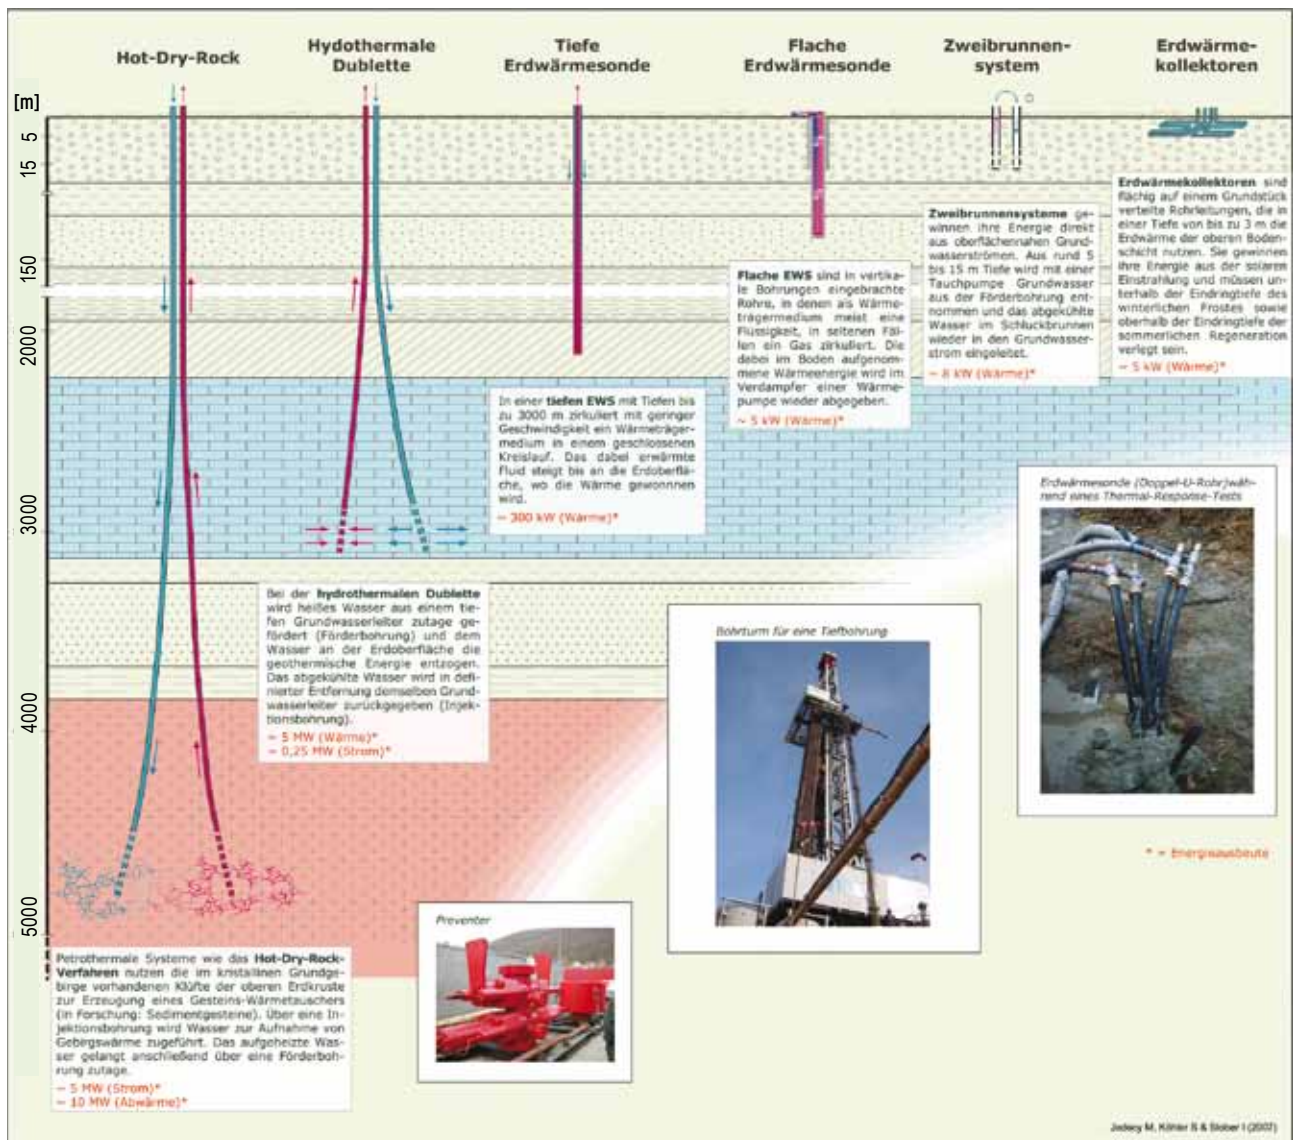 Hot-Dry-Rock
Hydothermale
Dublette
Tiefe
Erdwärmesonde
Flache
Erdwärmesonde
Zweibrunnen-
system
Erdwärme-
kollektoren
[m]
5
15
150
2000
3000
4000
5000
Erdwärmekollektoren sind
flächig auf einem Grundstück
verteilte Rohrleitungen, die in
einer Tiefe von bis zu 3 m die
Erdwärme der oberen Boden-
schicht nutzen. Sie gewinnen
ihre Energie aus der solaren
Einstrahlung und müssen un-
terhalb der Eindringtiefe des
winterlichen Frostes sowie
oberhalb der Eindringtiefe der
sommerlichen Regeneration
verlegt sein.
~ 5 kW (Wärme)*
Zweibrunnensysteme ge-
winnen ihre Energie direkt
aus oberflächennahen Grund-
wasserströmen. Aus rund 5
bis 15 m Tiefe wird mit einer
Tauchpumpe Grundwasser
aus der Förderbohrung ent-
nommen und das abgekühlte
Wasser im Schluckbrunnen
wieder in den Grundwasser-
strom eingeleitet.
~ 8 kW (Wärme)*
Flache EWS sind in vertika-
le Bohrungen eingebrachte
Rohre, in denen als Wärme-
trägermedium meist eine
Flüssigkeit, in seltenen Fäl-
len ein Gas zirkuliert. Die
dabei im Boden aufgenom-
mene Wärmeenergie wird im
Verdampfer einer Wärme-
pumpe wieder abgegeben.
~ 5 kW (Wärme)*
In einer tiefen EWS mit Tiefen bis
zu 3000 m zirkuliert mit geringer
Geschwindigkeit ein Wärmeträger-
medium in einem geschlossenen
Kreislauf. Das dabei erwärmte
Fluid steigt bis an die Erdoberflä-
che, wo die Wärme gewonnnen
wird.
~ 300 kW (Wärme)*
Bei der hydrothermalen Dublette
wird heißes Wasser aus einem tie-
fen Grundwasserleiter zutage ge-
fördert (Förderbohrung) und dem
Wasser an der Erdoberfläche die
geothermische Energie entzogen.
Das abgekühlte Wasser wird in defi-
nierter Entfernung demselben Grund-
wasserleiter zurückgegeben (Injek-
tionsbohrung).
~ 5 MW (Wärme)*
~ 0,25 MW (Strom)*
Erdwärmesonde (Doppel-U-Rohr)wäh-
rend eines Thermal-Response-Tests
Bohrturm für eine Tiefbohrung
* = Energieausbeute
Preventer
Petrothermale Systeme wie das Hot-Dry-Rock-
Verfahren nutzen die im kristallinen Grundge-
birge vorhandenen Klüfte der oberen Erdkruste
zur Erzeugung eines Gesteins-Wärmetauschers
(in Forschung: Sedimentgesteine). Über eine In-
jektionsbohrung wird Wasser zur Aufnahme von
Gebirgswärme zugeführt. Das aufgeheizte Was-
ser gelangt anschließend über eine Förderboh-
rung zutage.
~ 5 MW (Strom)*
~ 10 MW (Abwärme)*
M, Köhler S & Stober I (2007)